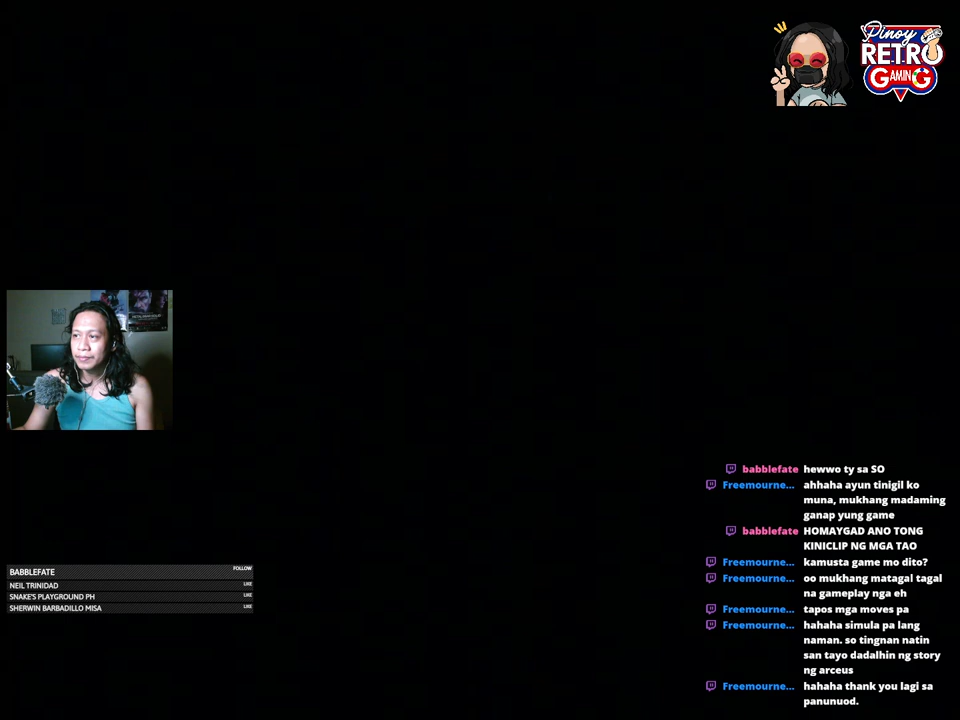 Pinoy
RETRO
GAMING
babblefate hewwo ty sa SO
Freemourne... ahhaha ayun tinigil ko
muna, mukhang madaming
ganap yung game
babblefate HOMAYGAD ANO TONG
KINICLIP NG MGA TAO
Freemourne... kamusta game mo dito?
Freemourne... oo mukhang matagal tagal
na gameplay nga eh
Freemourne... tapos mga moves pa
Freemourne... hahaha simula pa lang
naman. so tingnan natin
san tayo dadalhin ng story
ng arceus
Freemourne... hahaha thank you lagi sa
panunuod.
BABBLEFATE FOLLOW
NEIL TRINIDAD LIKE
SNAKE'S PLAYGROUND PH LIKE
SHERWIN BARBADILLO MISA LIKE